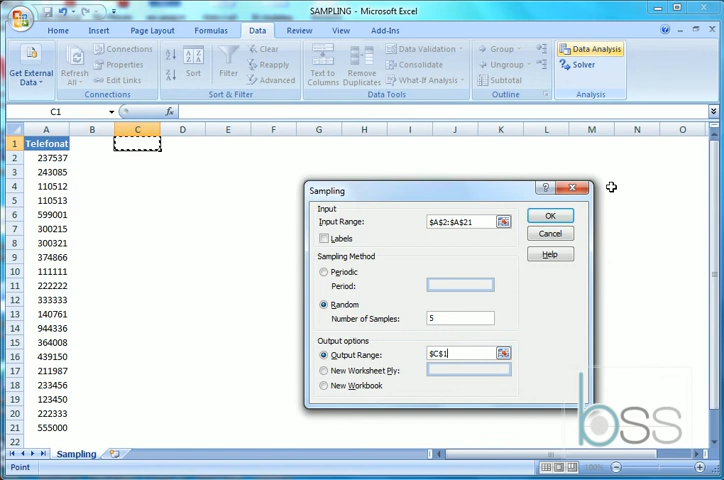 SAMPLING - Microsoft Excel
Home Insert Page Layout Formulas Data Review View Add-Ins
Get External Data
Refresh All
Connections
Properties
Edit Links
Connections
Sort
Filter
Clear
Reapply
Advanced
Sort & Filter
Text to Columns
Remove Duplicates
Data Validation
Consolidate
What-If Analysis
Data Tools
Group
Ungroup
Subtotal
Outline
Data Analysis
Solver
Analysis
C1 fx
A B C D E F G H I J K L M N O
1 Telefonat
2 237537
3 243085
4 110512
5 110513
6 599001
7 300215
8 300321
9 374866
10 111111
11 222222
12 333333
13 140761
14 944336
15 364008
16 439150
17 211987
18 233456
19 123450
20 222333
21 555000
22
Sampling
Input
Input Range: $A$2:$A$21
Labels
Sampling Method
Periodic
Period:
Random
Number of Samples: 5
Output options
Output Range: $C$1
New Worksheet Ply:
New Workbook
OK
Cancel
Help
bss
Sampling
Point 100%